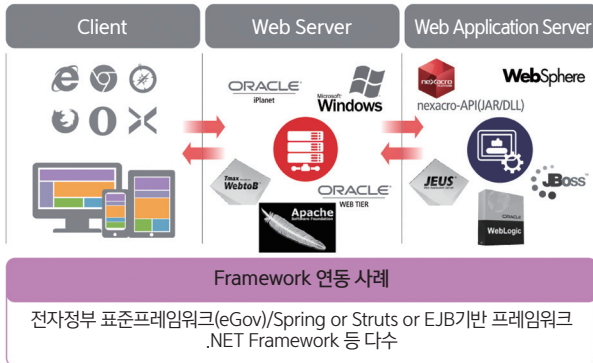 Client
Web Server
Web Application Server
ORACLE
iPlanet
Microsoft
Windows
nexacro
PLATFORM
WebSphere
nexacro-API(JAR/DLL)
Tmax
WebtoB
ORACLE
WEB TIER
Apache
Software Foundation
JEUS
JBoss
ORACLE
WebLogic
Framework 연동 사례
전자정부 표준프레임워크(eGov)/Spring or Struts or EJB기반 프레임워크
.NET Framework 등 다수